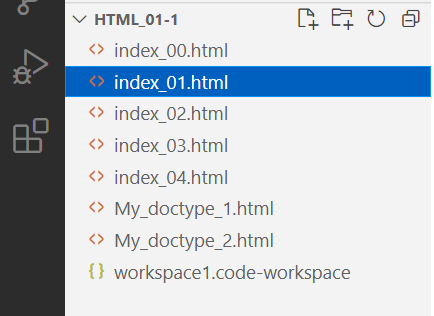 HTML_01-1
index_00.html
index_01.html
index_02.html
index_03.html
index_04.html
My_doctype_1.html
My_doctype_2.html
workspace1.code-workspace